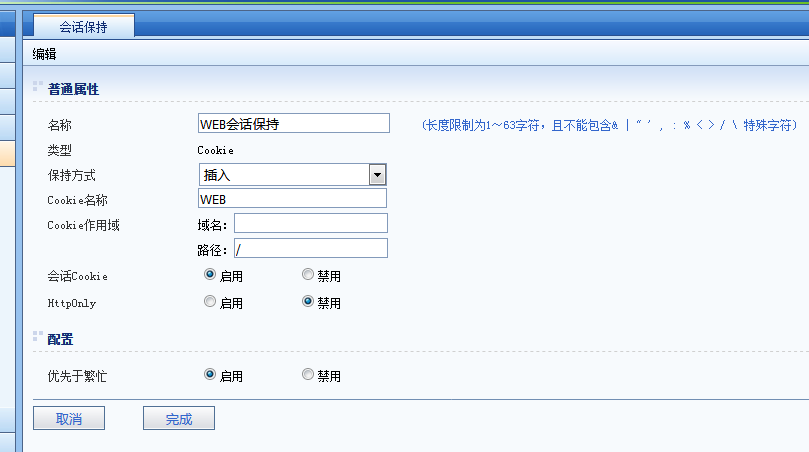 会话保持
编辑
普通属性
名称 WEB会话保持 (长度限制为1～63字符，且不能包含& | " ' , : % < > / \ 特殊字符)
类型 Cookie
保持方式 插入
Cookie名称 WEB
Cookie作用域 域名：
路径： /
会话Cookie 启用 禁用
HttpOnly 启用 禁用
配置
优先于繁忙 启用 禁用
取消 完成